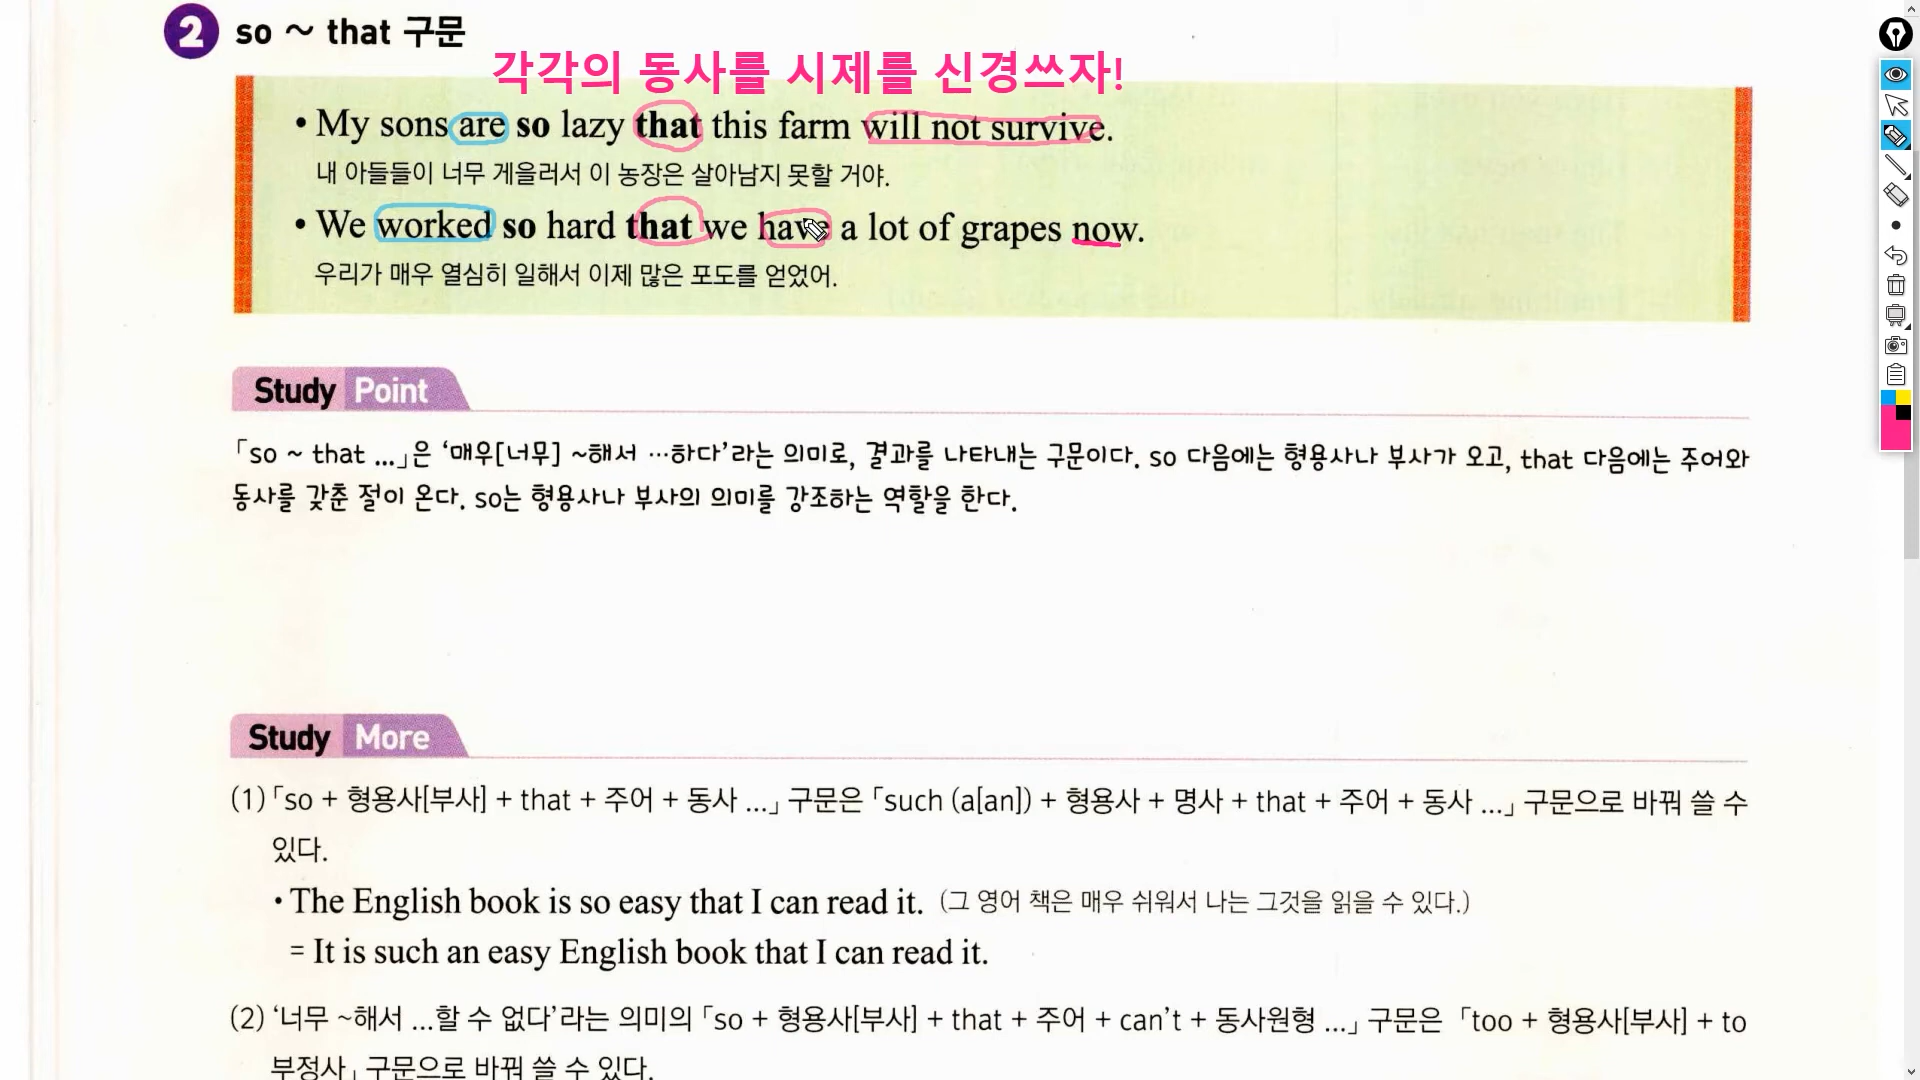 2 so ~ that 구문
각각의 동사를 시제를 신경쓰자!
• My sons are so lazy that this farm will not survive.
내 아들들이 너무 게을러서 이 농장은 살아남지 못할 거야.
• We worked so hard that we have a lot of grapes now.
우리가 매우 열심히 일해서 이제 많은 포도를 얻었어.
Study Point
「so ~ that ...」은 ‘매우[너무] ~해서 …하다’라는 의미로, 결과를 나타내는 구문이다. so 다음에는 형용사나 부사가 오고, that 다음에는 주어와
동사를 갖춘 절이 온다. so는 형용사나 부사의 의미를 강조하는 역할을 한다.
Study More
(1) 「so + 형용사[부사] + that + 주어 + 동사 ...」 구문은 「such (a[an]) + 형용사 + 명사 + that + 주어 + 동사 ...」 구문으로 바꿔 쓸 수
있다.
• The English book is so easy that I can read it. (그 영어 책은 매우 쉬워서 나는 그것을 읽을 수 있다.)
= It is such an easy English book that I can read it.
(2) ‘너무 ~해서 ...할 수 없다’라는 의미의 「so + 형용사[부사] + that + 주어 + can’t + 동사원형 ...」 구문은 「too + 형용사[부사] + to
부정사」 구문으로 바꿔 쓸 수 있다.